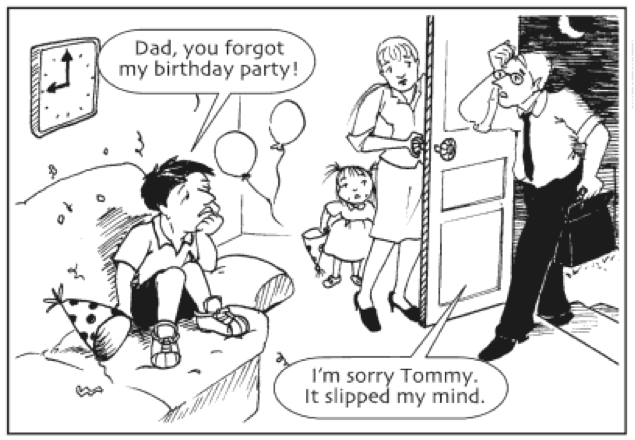 Dad, you forgot
my birthday party!
I'm sorry Tommy.
It slipped my mind.